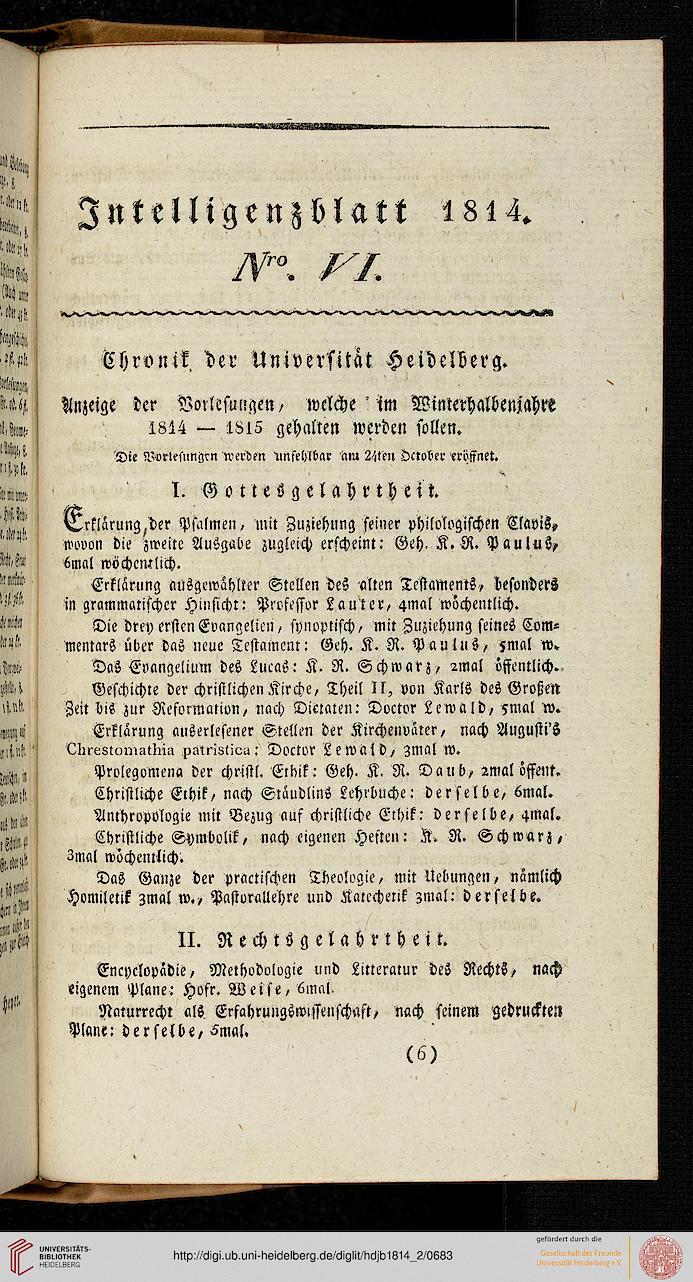 Intelligenzblatt 1814.
Nro. VI.
Chronik der Universität Heidelberg.
Anzeige der Vorlesungen, welche im Winterhalbenjahre
1814 — 1815 gehalten werden sollen.
Die Vorlesungen werden unfehlbar am 24ten October eröffnet.
I. Gottesgelahrtheit.
Erklärung der Psalmen, mit Zuziehung seiner philologischen Clavis,
wovon die zweite Ausgabe zugleich erscheint: Geh. K. R. Paulus,
6mal wöchentlich.
Erklärung ausgewählter Stellen des alten Testaments, besonders
in grammatischer Hinsicht: Professor Lauter, 4mal wöchentlich.
Die drey ersten Evangelien, synoptisch, mit Zuziehung seines Com-
mentars über das neue Testament: Geh. K. R. Paulus, 5mal w.
Das Evangelium des Lucas: K. R. Schwarz, 2mal öffentlich.
Geschichte der christlichen Kirche, Theil II, von Karls des Großen
Zeit bis zur Reformation, nach Dictaten: Doctor Lewald, 5mal w.
Erklärung auserlesener Stellen der Kirchenväter, nach Augusti's
Chrestomathia patristica: Doctor Lewald, 3mal w.
Prolegomena der christl. Ethik: Geh. K. R. Daub, 2mal öffent.
Christliche Ethik, nach Stäudlins Lehrbuche: derselbe, 6mal.
Anthropologie mit Bezug auf christliche Ethik: derselbe, 4mal.
Christliche Symbolik, nach eigenen Heften: K. R. Schwarz,
3mal wöchentlich.
Das Ganze der practischen Theologie, mit Uebungen, nämlich
Homiletik 3mal w., Pastorallehre und Katechetik 3mal: derselbe.
II. Rechtsgelahrtheit.
Encyclopädie, Methodologie und Litteratur des Rechts, nach
eigenem Plane: Hofr. Weise, 6mal.
Naturrecht als Erfahrungswissenschaft, nach seinem gedruckten
Plane: derselbe, 5mal.
(6)
UNIVERSITÄTS-
BIBLIOTHEK
HEIDELBERG
http://digi.ub.uni-heidelberg.de/diglit/hdjb1814_2/0683
gefördert durch die
Gesellschaft der Freunde
Universität Heidelberg e.V.